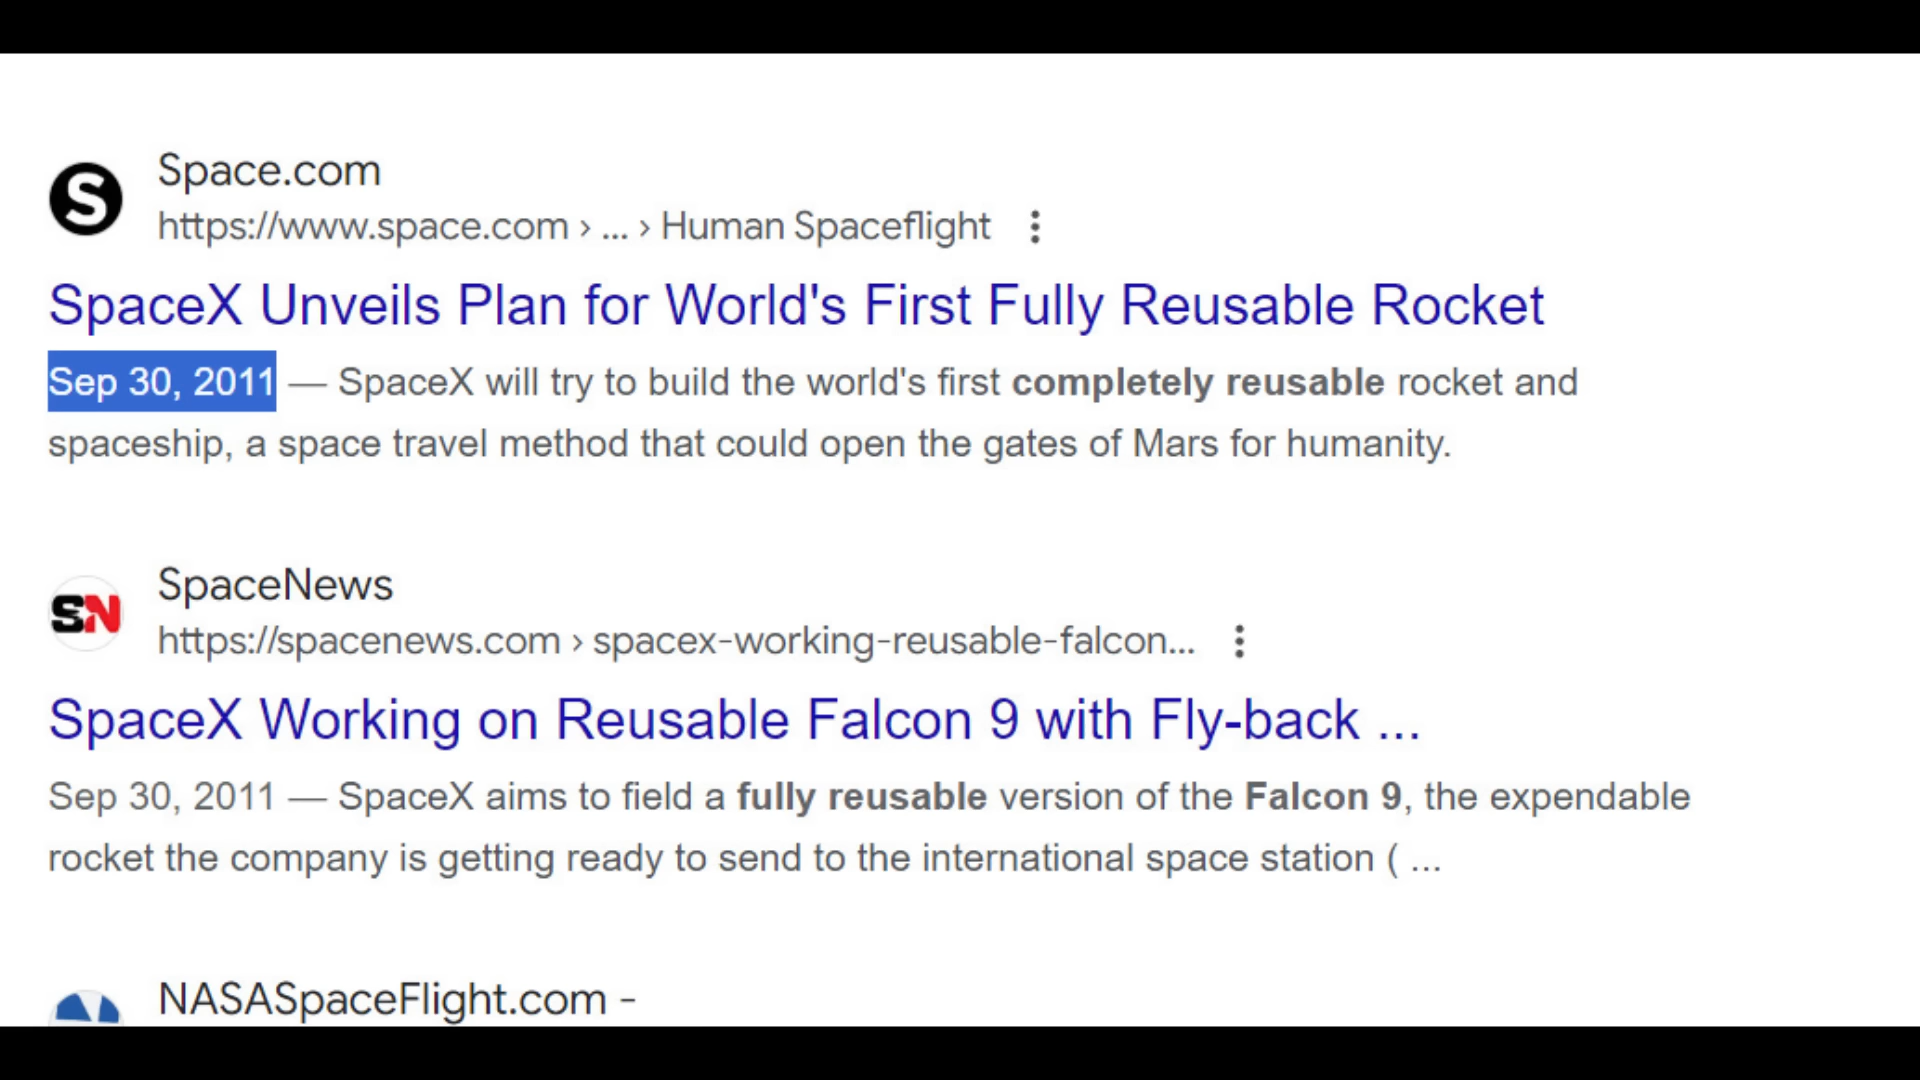 S
Space.com
https://www.space.com › ... › Human Spaceflight
SpaceX Unveils Plan for World's First Fully Reusable Rocket
Sep 30, 2011 — SpaceX will try to build the world's first completely reusable rocket and
spaceship, a space travel method that could open the gates of Mars for humanity.
SN
SpaceNews
https://spacenews.com › spacex-working-reusable-falcon...
SpaceX Working on Reusable Falcon 9 with Fly-back ...
Sep 30, 2011 — SpaceX aims to field a fully reusable version of the Falcon 9, the expendable
rocket the company is getting ready to send to the international space station ( ...
NASASpaceFlight.com -